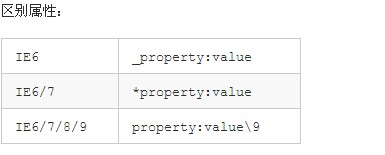 区别属性:
IE6 _property:value
IE6/7 *property:value
IE6/7/8/9 property:value\9